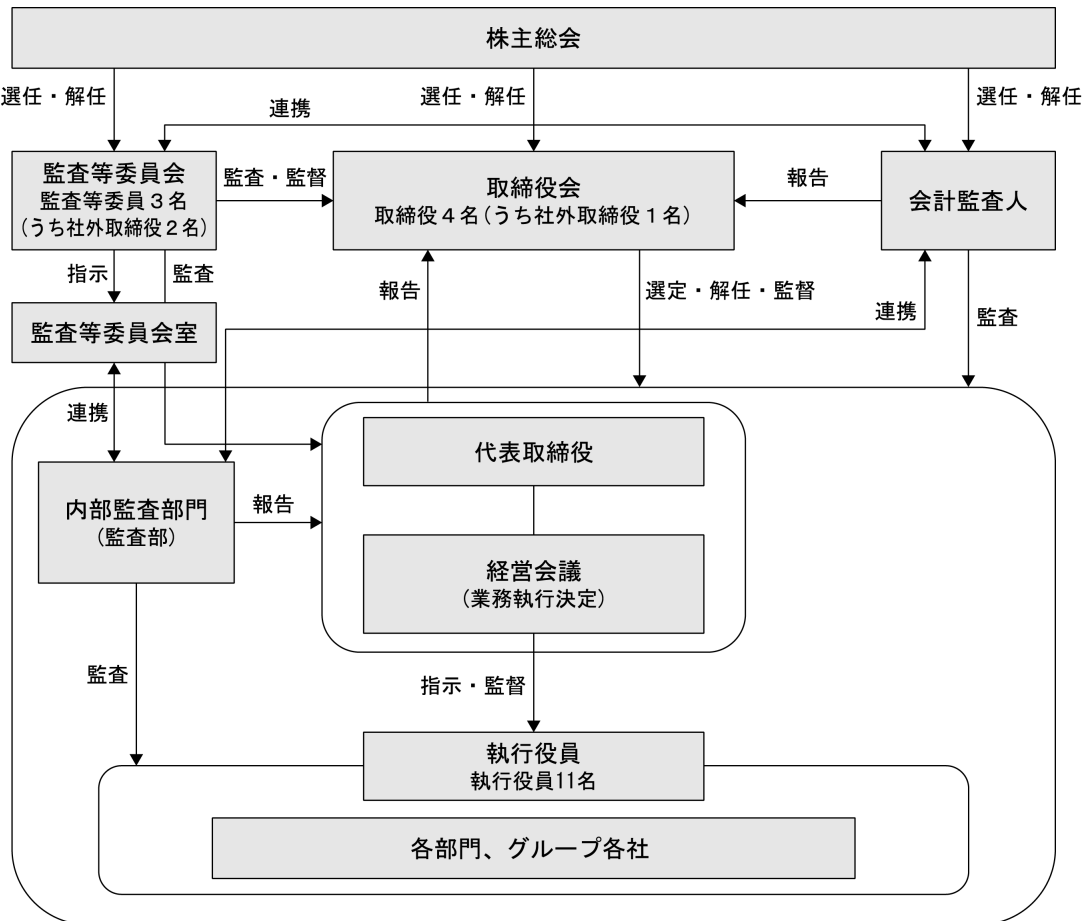 株主総会
選任・解任
選任・解任
選任・解任
連携
監査等委員会
監査等委員3名
(うち社外取締役2名)
監査・監督
取締役会
取締役4名(うち社外取締役1名)
報告
会計監査人
指示
監査
報告
選定・解任・監督
連携
監査
監査等委員会室
連携
代表取締役
内部監査部門
(監査部)
報告
経営会議
(業務執行決定)
監査
指示・監督
執行役員
執行役員11名
各部門、グループ各社